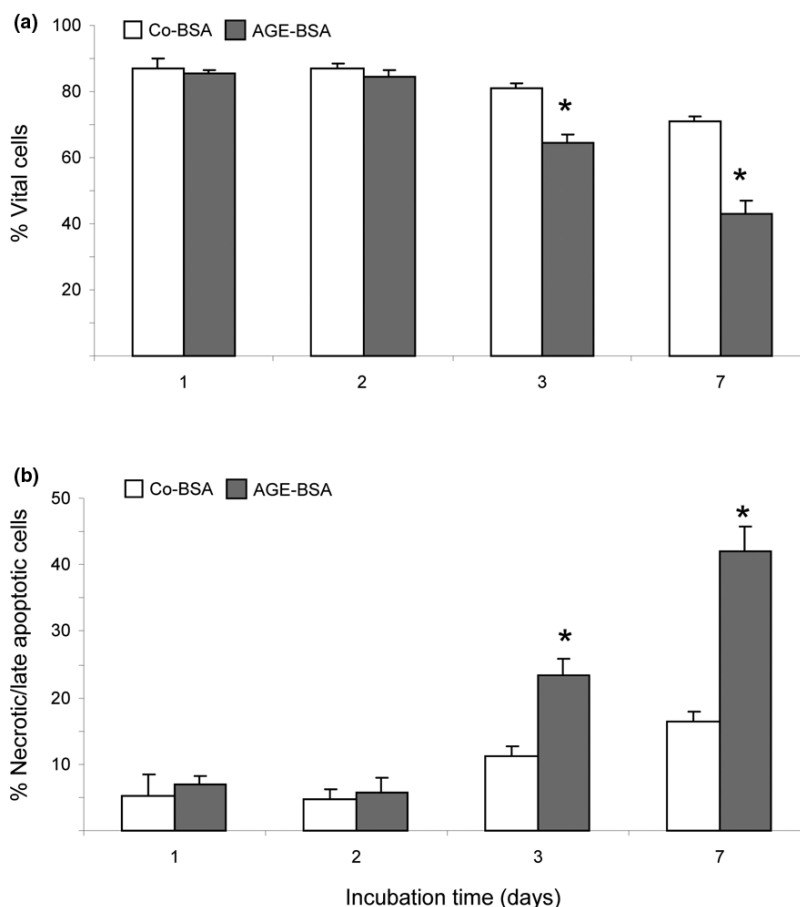 (a)
Co-BSA AGE-BSA
% Vital cells
100
80
60
40
20
*
*
1 2 3 7
(b)
Co-BSA AGE-BSA
% Necrotic/late apoptotic cells
50
40
30
20
10
*
*
1 2 3 7
Incubation time (days)